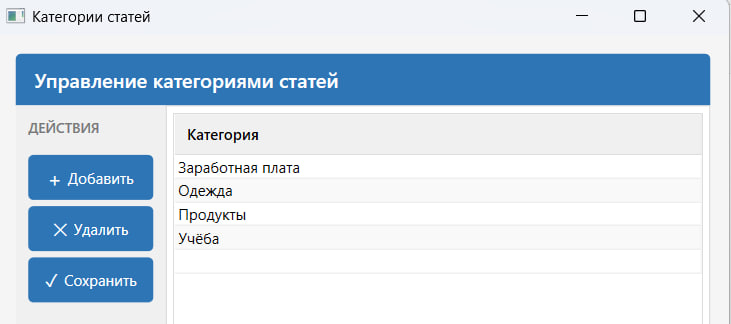 Категории статей
Управление категориями статей
ДЕЙСТВИЯ
+ Добавить
✕ Удалить
✓ Сохранить
Категория
Заработная плата
Одежда
Продукты
Учёба